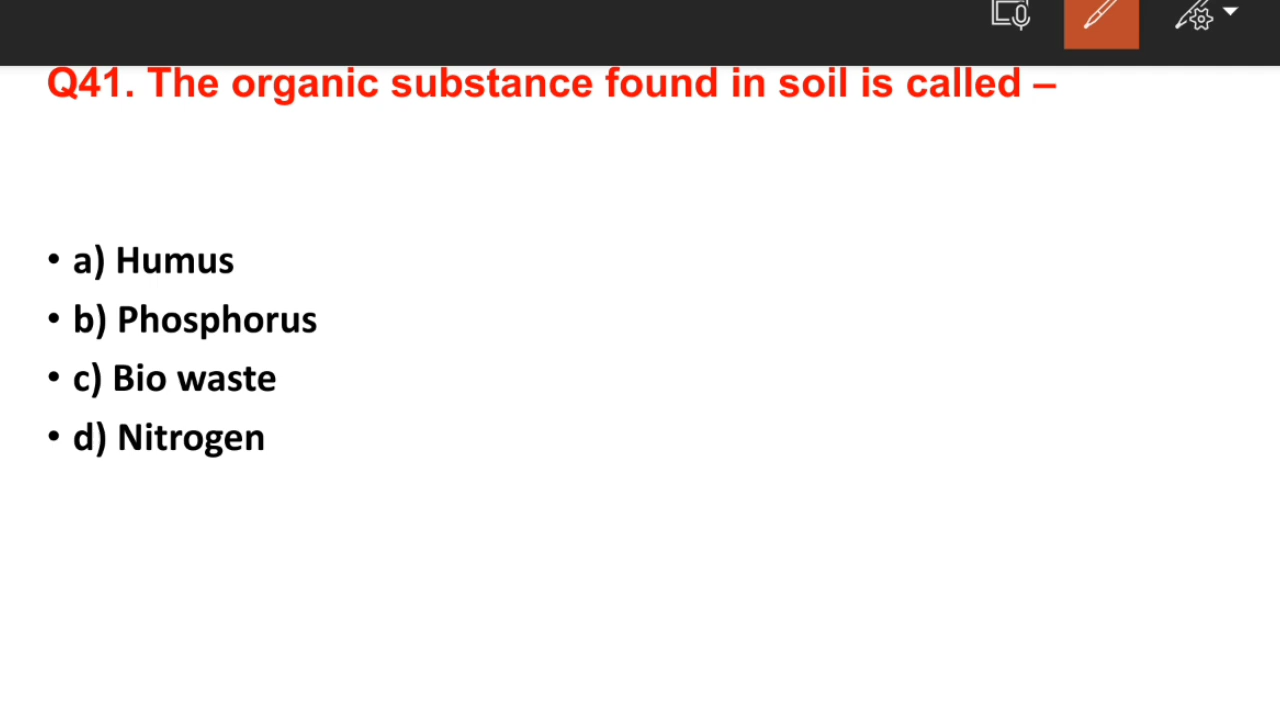 Q41. The organic substance found in soil is called –
• a) Humus
• b) Phosphorus
• c) Bio waste
• d) Nitrogen